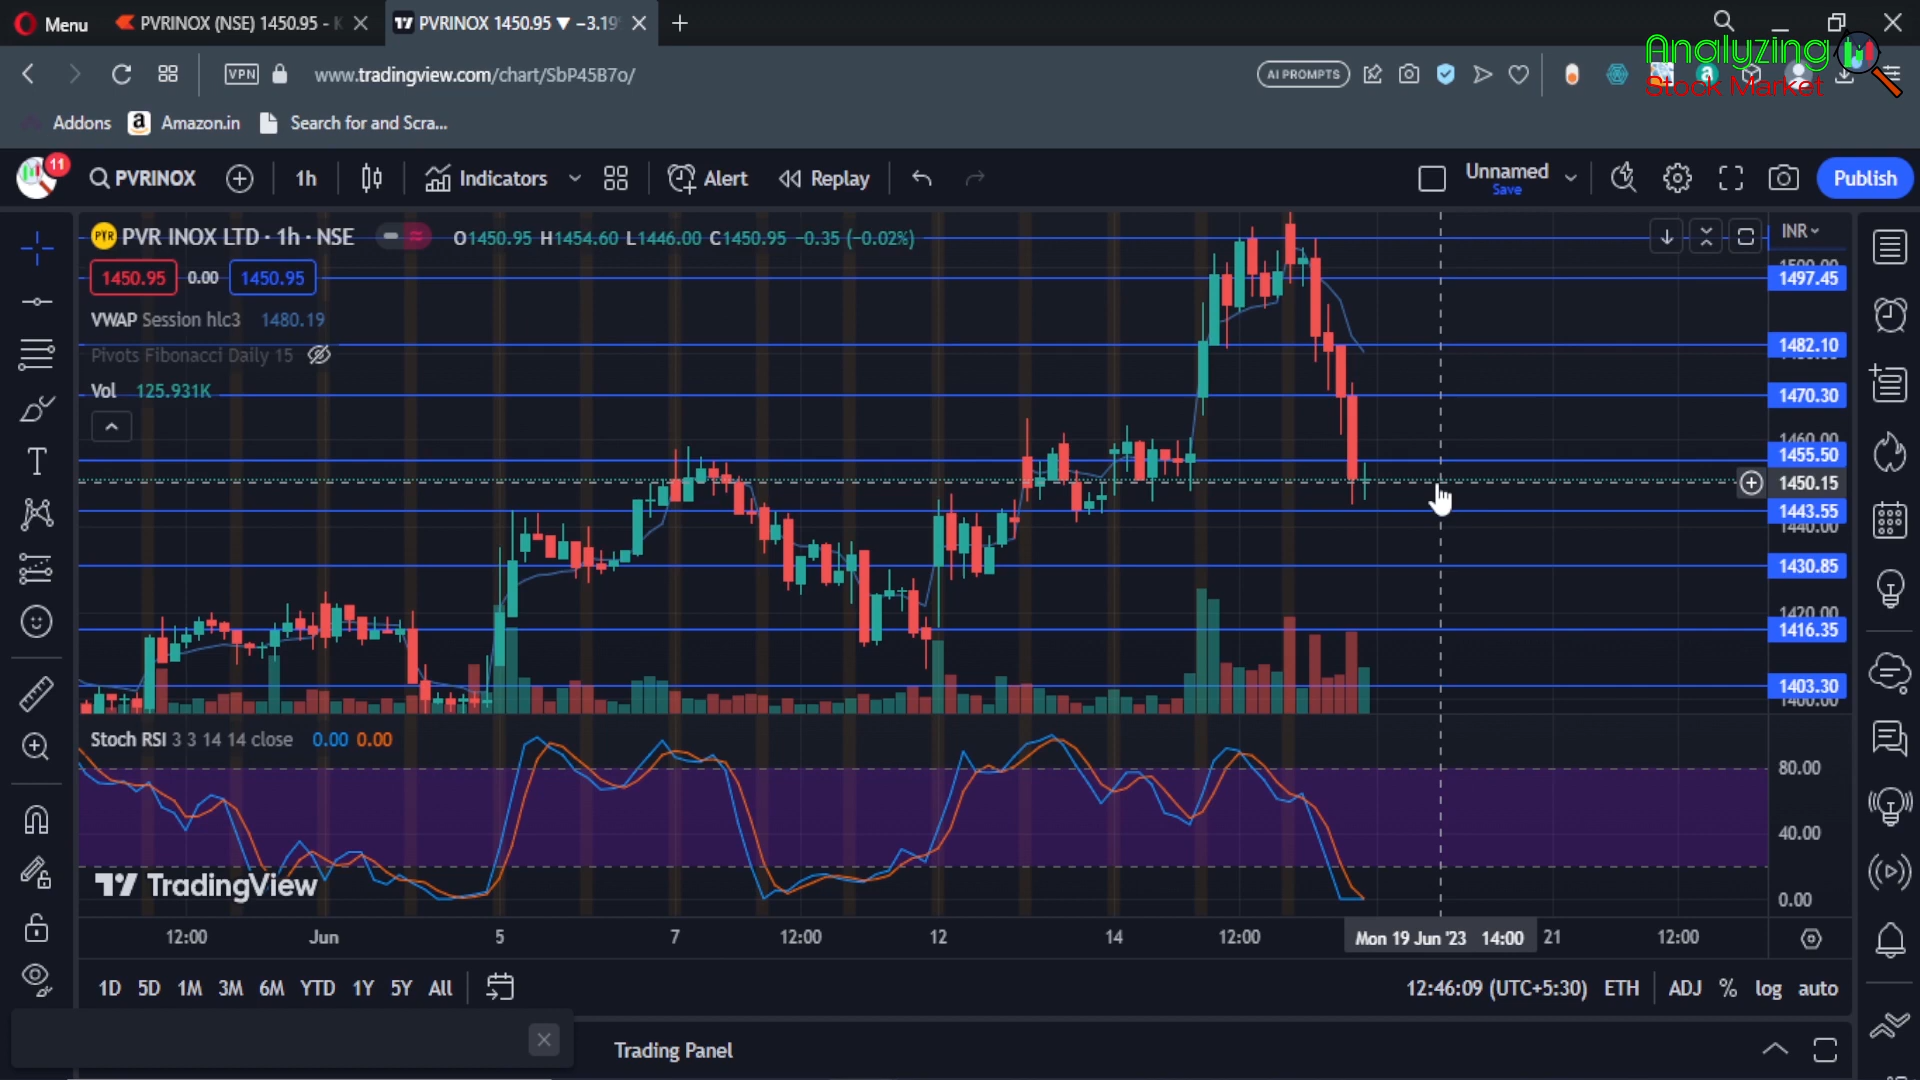 Menu
PVRINOX (NSE) 1450.95 -
PVRINOX 1450.95 ▼ −3.19
VPN
www.tradingview.com/chart/SbP45B7o/
AI PROMPTS
Analyzing
Stock Market
Addons
Amazon.in
Search for and Scra...
11
PVRINOX
1h
Indicators
Alert
Replay
Unnamed
Save
Publish
PVR INOX LTD · 1h · NSE
O1450.95 H1454.60 L1446.00 C1450.95 −0.35 (−0.02%)
INR
1450.95 0.00 1450.95
1497.45
VWAP Session hlc3 1480.19
1482.10
Pivots Fibonacci Daily 15
Vol 125.931K
1470.30
1460.00
1455.50
1450.15
1443.55
1440.00
1430.85
1420.00
1416.35
1403.30
1400.00
Stoch RSI 3 3 14 14 close 0.00 0.00
80.00
40.00
0.00
TradingView
12:00 Jun 5 7 12:00 12 14 12:00 Mon 19 Jun '23 14:00 21 12:00
1D 5D 1M 3M 6M YTD 1Y 5Y All
12:46:09 (UTC+5:30) ETH ADJ % log auto
Trading Panel